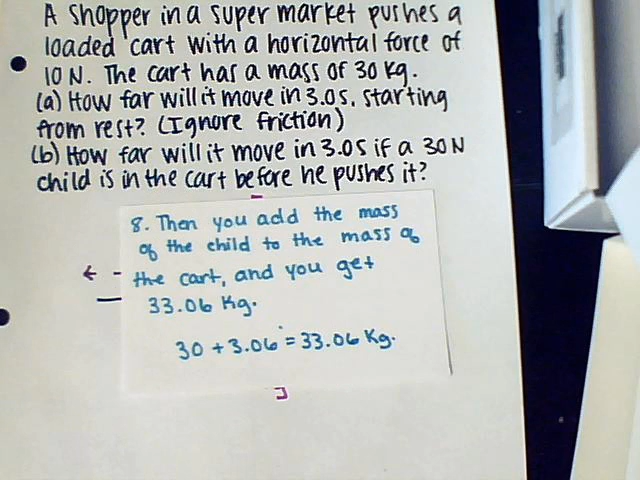 A shopper in a super market pushes a
loaded cart with a horizontal force of
10 N. The cart has a mass of 30 kg.
(a) How far will it move in 3.0s, starting
from rest? (Ignore friction)
(b) How far will it move in 3.0s if a 30N
child is in the cart before he pushes it?
8. Then you add the mass
of the child to the mass of
the cart, and you get
33.06 Kg.
30 + 3.06 = 33.06 Kg.